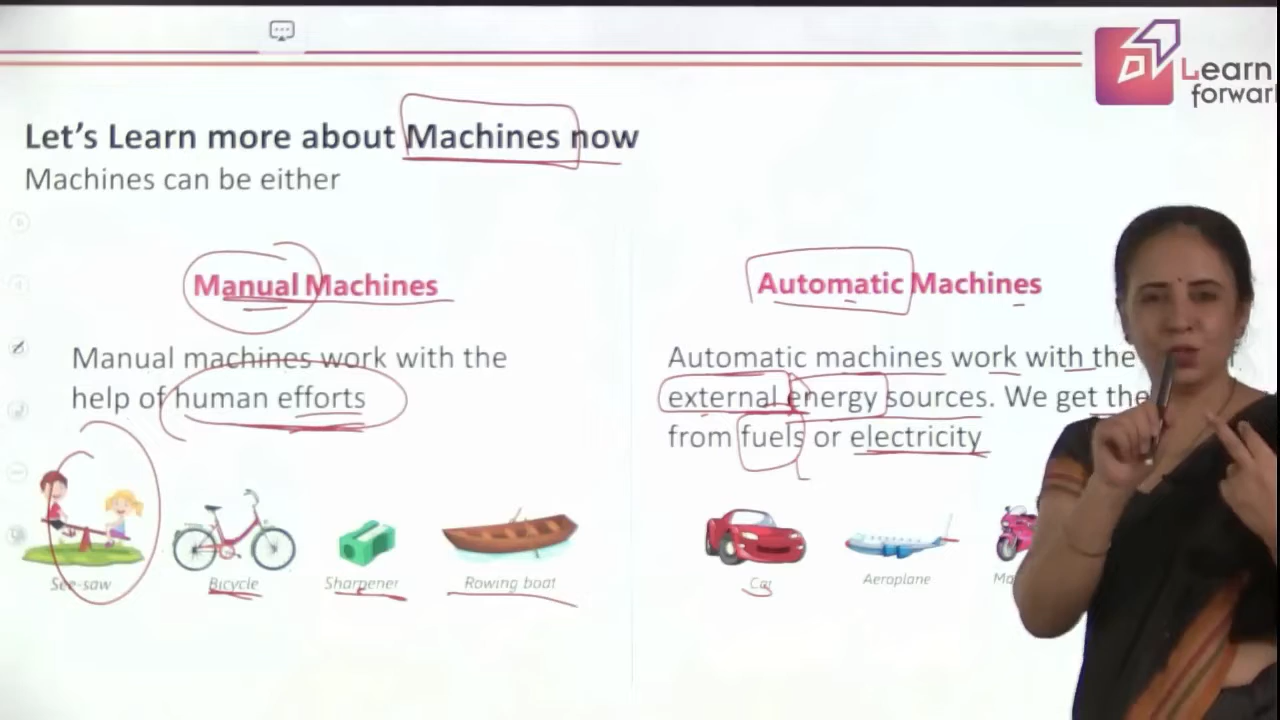 Learn
forwar
Let's Learn more about Machines now
Machines can be either
Manual Machines
Manual machines work with the
help of human efforts
See-saw
Bicycle
Sharpener
Rowing boat
Automatic Machines
Automatic machines work with the
external energy sources. We get the
from fuels or electricity
Car
Aeroplane
Mo